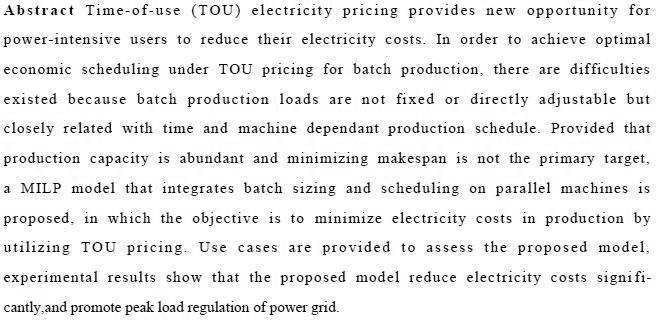 Abstract Time-of-use (TOU) electricity pricing provides new opportunity for
power-intensive users to reduce their electricity costs. In order to achieve optimal
economic scheduling under TOU pricing for batch production, there are difficulties
existed because batch production loads are not fixed or directly adjustable but
closely related with time and machine dependant production schedule. Provided that
production capacity is abundant and minimizing makespan is not the primary target,
a MILP model that integrates batch sizing and scheduling on parallel machines is
proposed, in which the objective is to minimize electricity costs in production by
utilizing TOU pricing. Use cases are provided to assess the proposed model,
experimental results show that the proposed model reduce electricity costs signifi-
cantly,and promote peak load regulation of power grid.